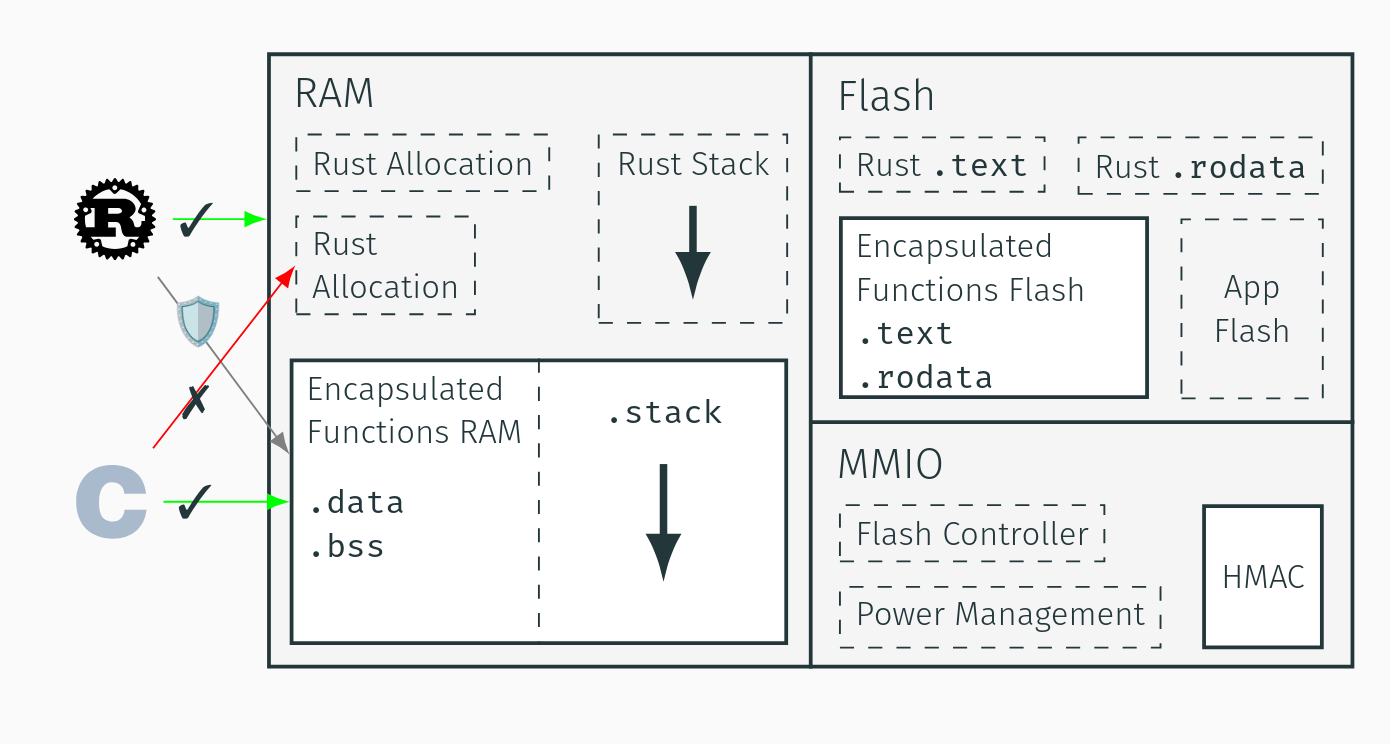 RAM
Rust Allocation
Rust Stack
Rust
Allocation
Encapsulated
Functions RAM
.data
.bss
.stack
Flash
Rust .text
Rust .rodata
Encapsulated
Functions Flash
.text
.rodata
App
Flash
MMIO
Flash Controller
Power Management
HMAC
R
✓
✗
C
✓